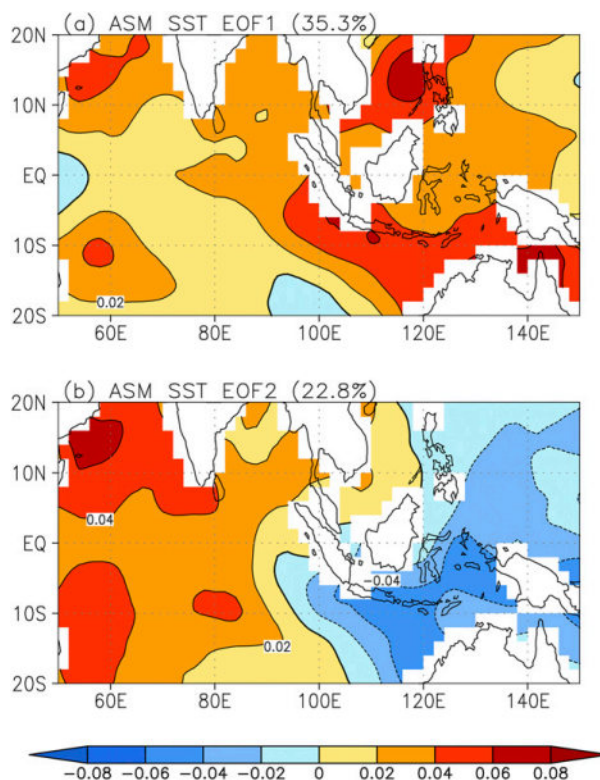 (a) ASM SST EOF1 (35.3%)
20N
10N
EQ
10S
20S
0.02
60E 80E 100E 120E 140E
(b) ASM SST EOF2 (22.8%)
20N
10N
EQ
10S
20S
0.04
-0.04
0.02
60E 80E 100E 120E 140E
-0.08 -0.06 -0.04 -0.02 0 0.02 0.04 0.06 0.08